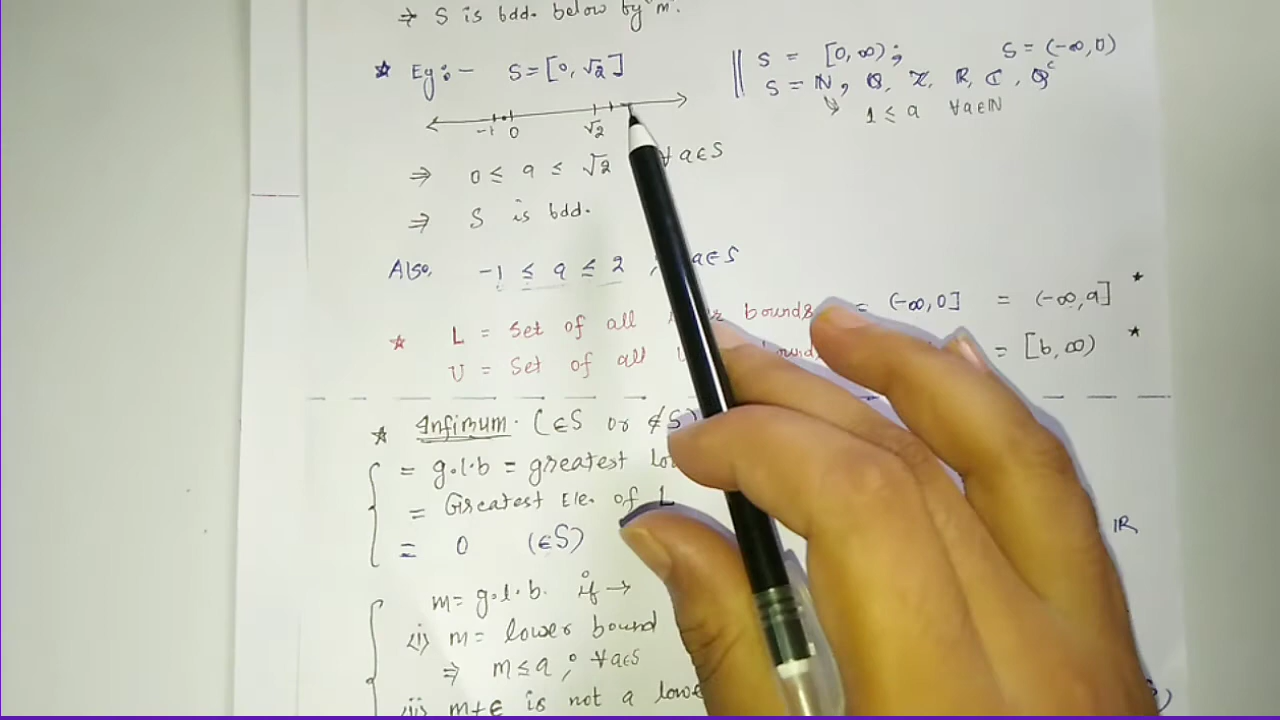 ⇒ S is bdd. below by "m".
★ Eg:- S = [0, √2]
-1 0 √2
⇒ 0 ≤ a ≤ √2 ∀ a∈S
⇒ S is bdd.
Also, -1 ≤ a ≤ 2 , a∈S
★ L = Set of all bounds = (-∞, 0] = (-∞, a] ★
U = Set of all = [b, ∞) ★
S = [0, ∞); S = (-∞, 0)
S = ℕ, ℚ, ℤ, ℝ, ℂ, ℚᶜ
1 ≤ a ∀a∈ℕ
★ Infimum. (∈S or ∉S)
= g.l.b = greatest
= Greatest Ele. of L
= 0 (∈S)
IR
m = g.l.b. if →
(i) m = lower bound
⇒ m ≤ a ; ∀a∈S
(ii) m+ε is not a